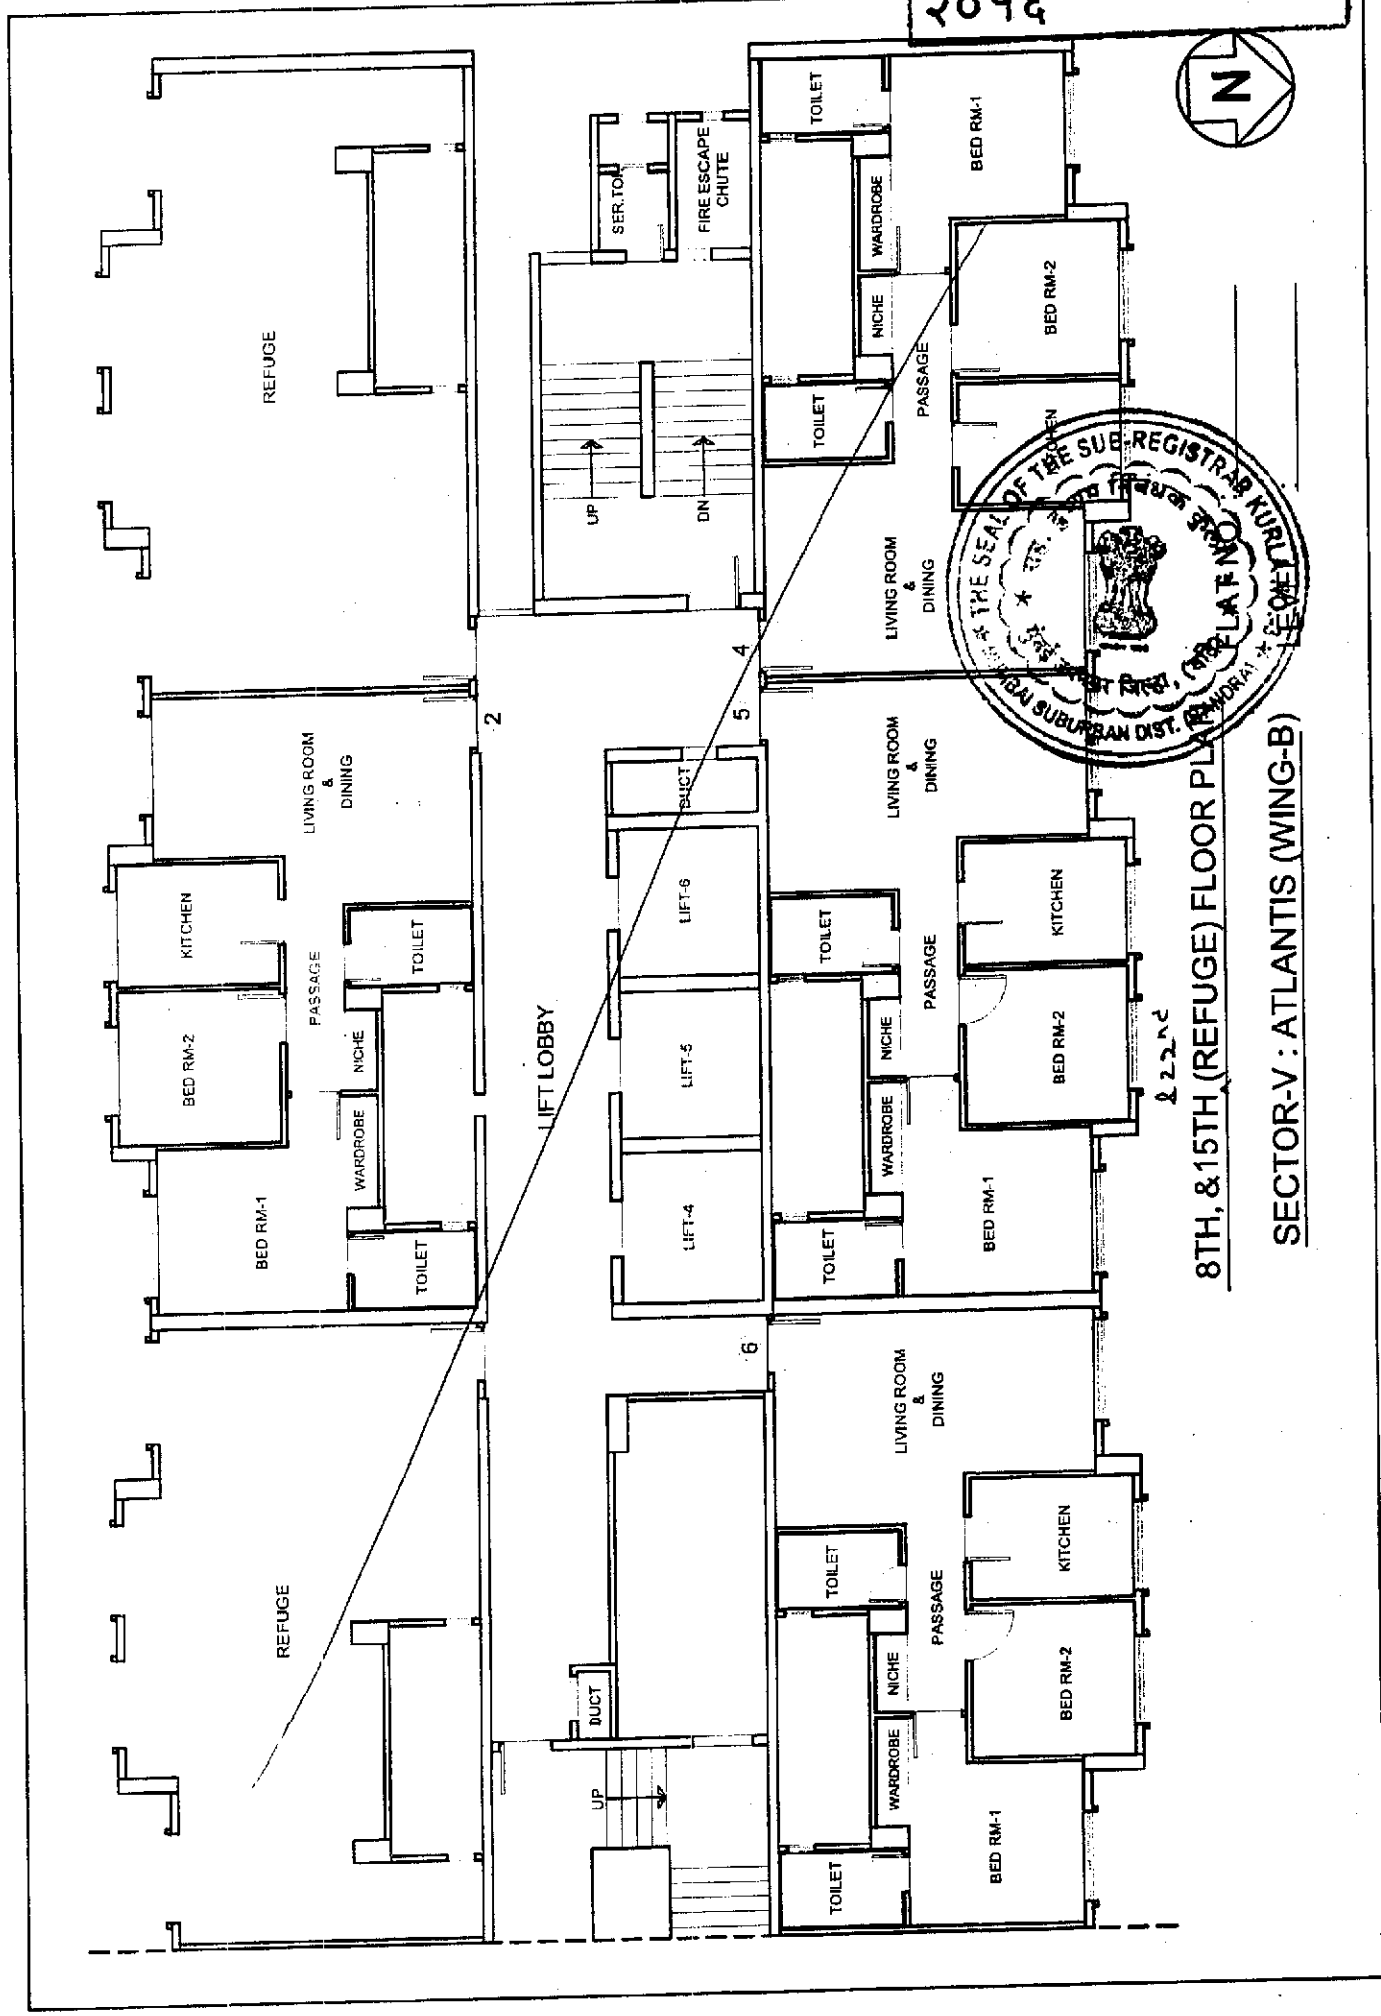 २०१६
N
REFUGE
REFUGE
BED RM-1
BED RM-2
KITCHEN
LIVING ROOM
&
DINING
PASSAGE
NICHE
WARDROBE
TOILET
TOILET
2
LIFT LOBBY
UP
DUCT
LIFT-4
LIFT-5
LIFT-6
DUCT
UP
DN
SER.TOI
FIRE ESCAPE
CHUTE
6
5
4
TOILET
WARDROBE
NICHE
TOILET
PASSAGE
LIVING ROOM
&
DINING
BED RM-1
BED RM-2
KITCHEN
TOILET
WARDROBE
NICHE
TOILET
PASSAGE
LIVING ROOM
&
DINING
BED RM-1
BED RM-2
KITCHEN
LIVING ROOM
&
DINING
TOILET
PASSAGE
NICHE
WARDROBE
TOILET
BED RM-2
BED RM-1
THE SEAL OF THE SUB-REGISTRAR KURLA
SUBURBAN DIST.
& 22nd
8TH, & 15TH (REFUGE) FLOOR PLAN
FLAT NO
SECTOR-V : ATLANTIS (WING-B)